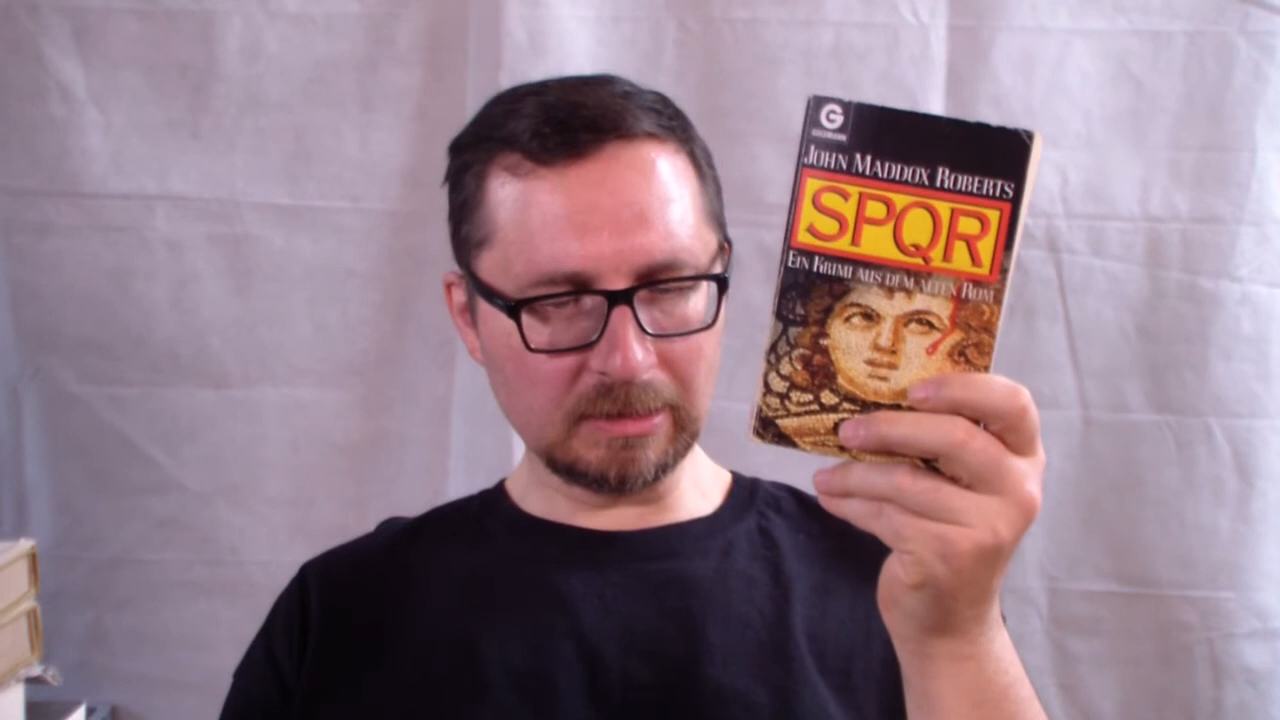 G
GOLDMANN
JOHN MADDOX ROBERTS
SPQR
EIN KRIMI AUS DEM ALTEN ROM